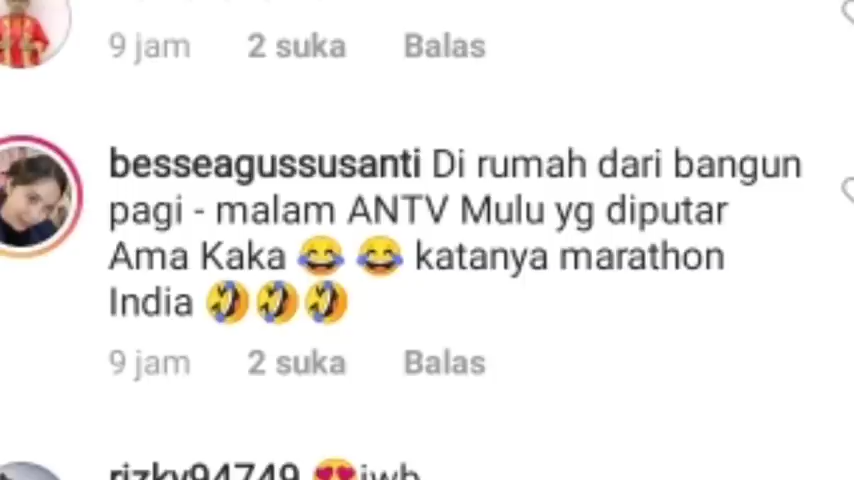 9 jam 2 suka Balas
besseagussusanti Di rumah dari bangun
pagi - malam ANTV Mulu yg diputar
Ama Kaka 😂 😂 katanya marathon
India 🤣🤣🤣
9 jam 2 suka Balas
rizky94749 😍jwb